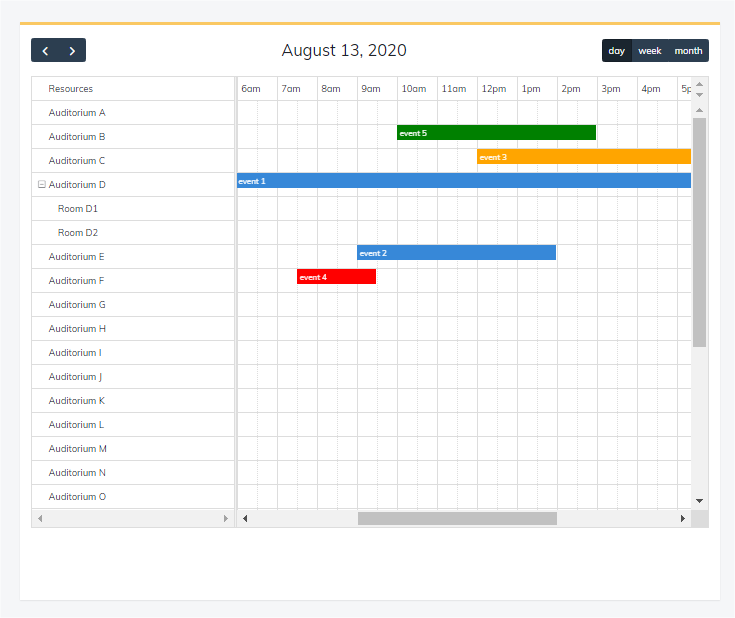 August 13, 2020
day week month
Resources 6am 7am 8am 9am 10am 11am 12pm 1pm 2pm 3pm 4pm 5p
Auditorium A
Auditorium B event 5
Auditorium C event 3
Auditorium D event 1
Room D1
Room D2
Auditorium E event 2
Auditorium F event 4
Auditorium G
Auditorium H
Auditorium I
Auditorium J
Auditorium K
Auditorium L
Auditorium M
Auditorium N
Auditorium O